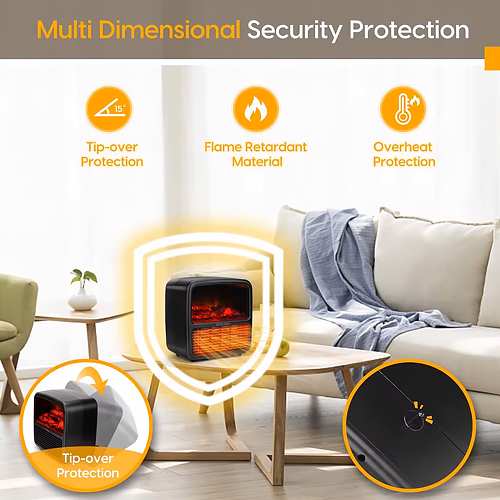 Multi Dimensional Security Protection
15°
Tip-over
Protection
Flame Retardant
Material
Overheat
Protection
Tip-over
Protection